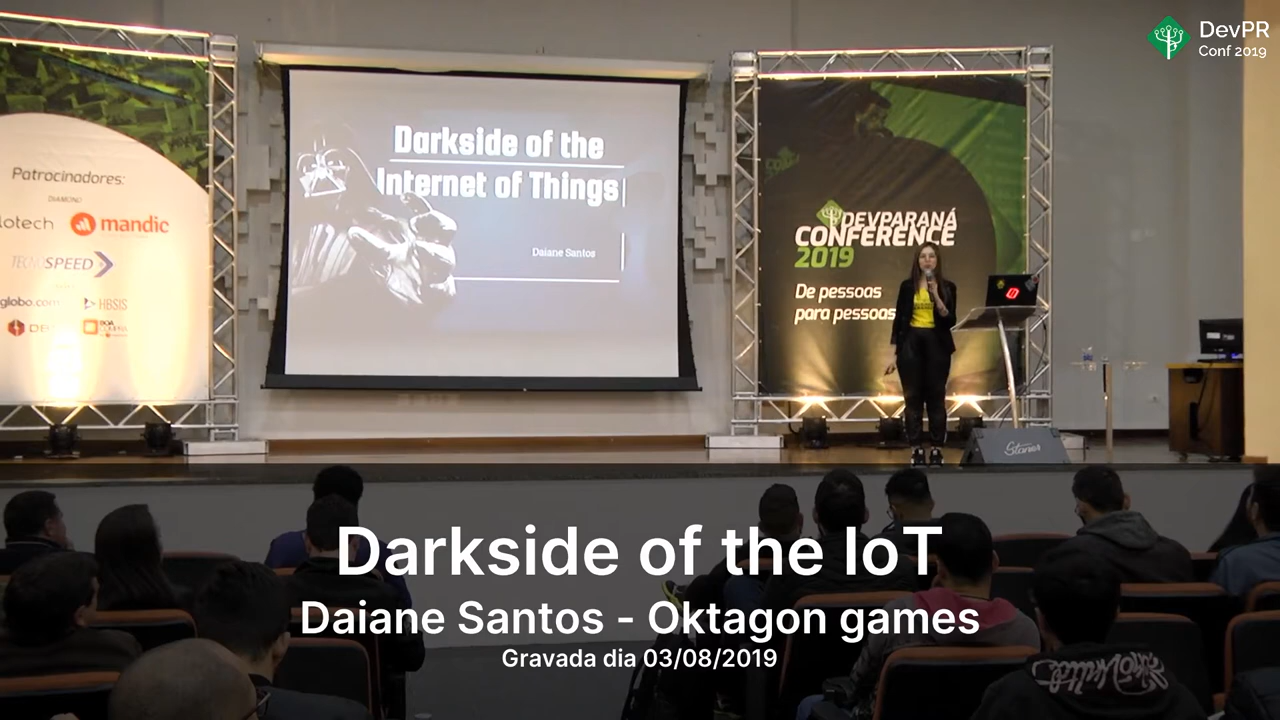 DevPR
Conf 2019
Patrocinadores:
DIAMOND
lotech
mandic
TECNOSPEED
globo.com
HBSIS
Darkside of the
Internet of Things
Daiane Santos
DEVPARANÁ
CONFERENCE
2019
De pessoas
para pessoas
Staner
Darkside of the IoT
Daiane Santos - Oktagon games
Gravada dia 03/08/2019